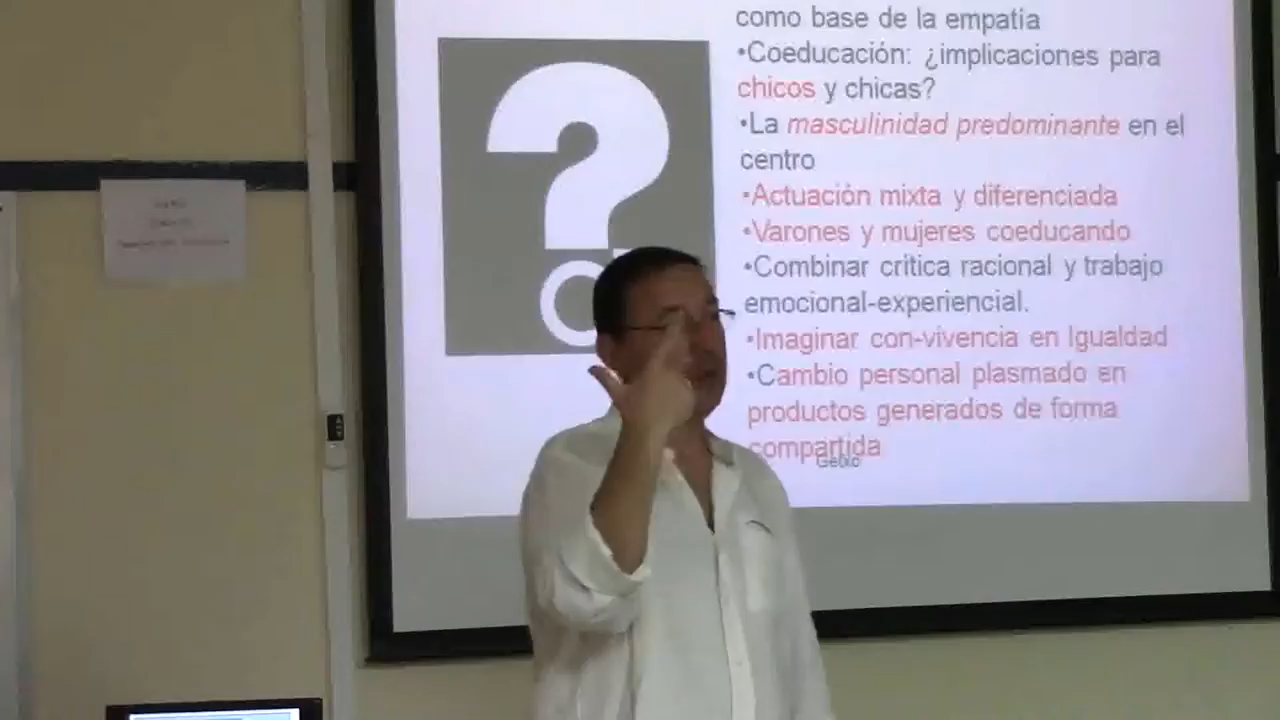 como base de la empatía
•Coeducación: ¿implicaciones para
chicos y chicas?
•La masculinidad predominante en el
centro
•Actuación mixta y diferenciada
•Varones y mujeres coeducando
•Combinar crítica racional y trabajo
emocional-experiencial.
•Imaginar con-vivencia en Igualdad
•Cambio personal plasmado en
productos generados de forma
compartida